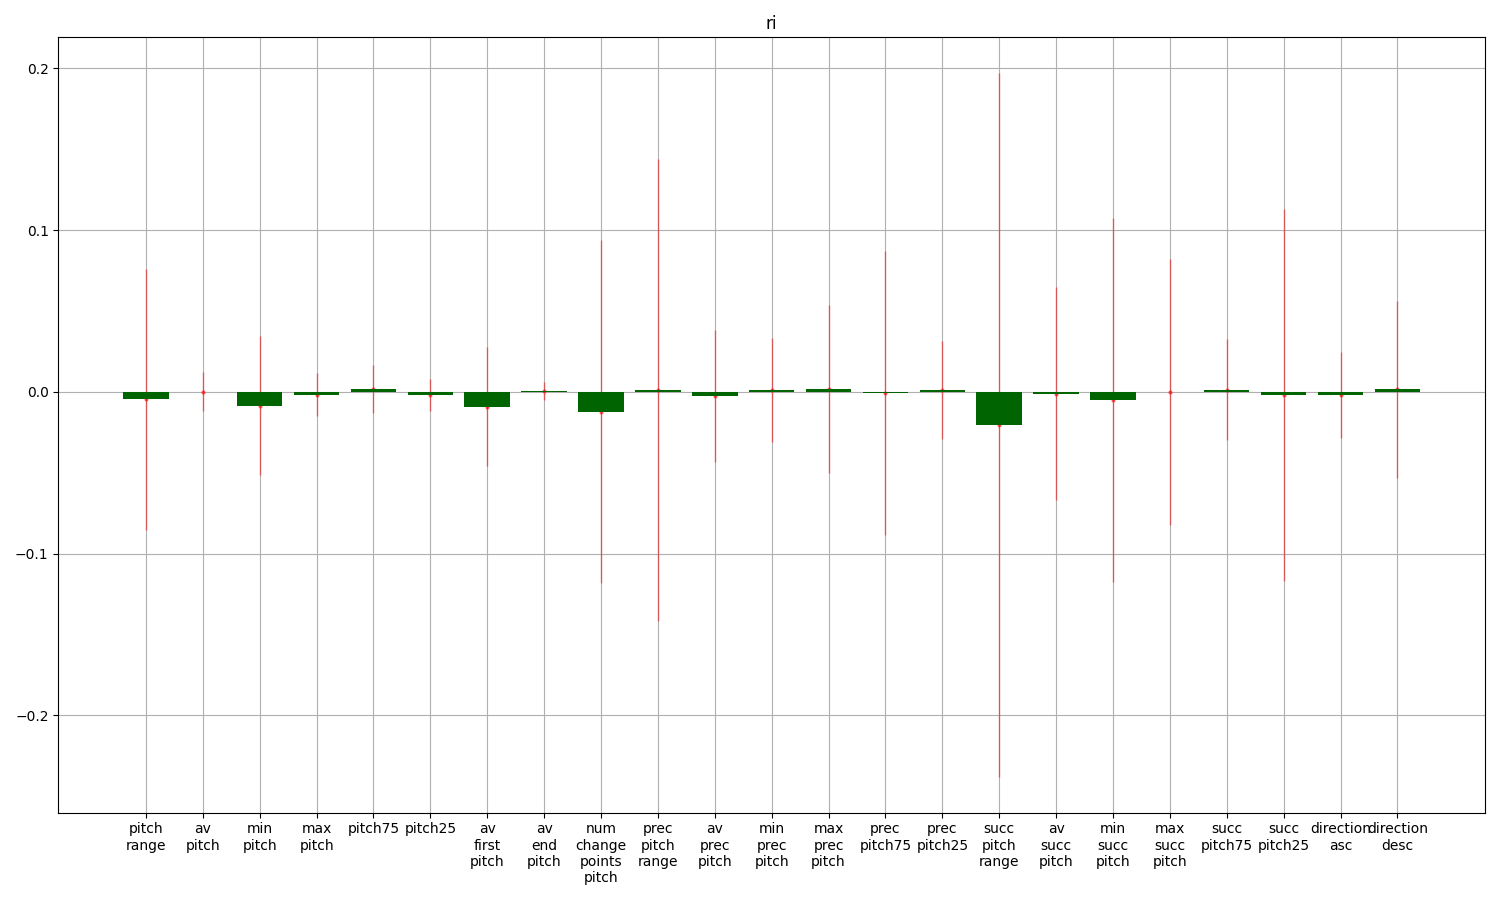 ri
0.2
0.1
0.0
−0.1
−0.2
pitch
range
av
pitch
min
pitch
max
pitch
pitch75
pitch25
av
first
pitch
av
end
pitch
num
change
points
pitch
prec
pitch
range
av
prec
pitch
min
prec
pitch
max
prec
pitch
prec
pitch75
prec
pitch25
succ
pitch
range
av
succ
pitch
min
succ
pitch
max
succ
pitch
succ
pitch75
succ
pitch25
direction
asc
direction
desc